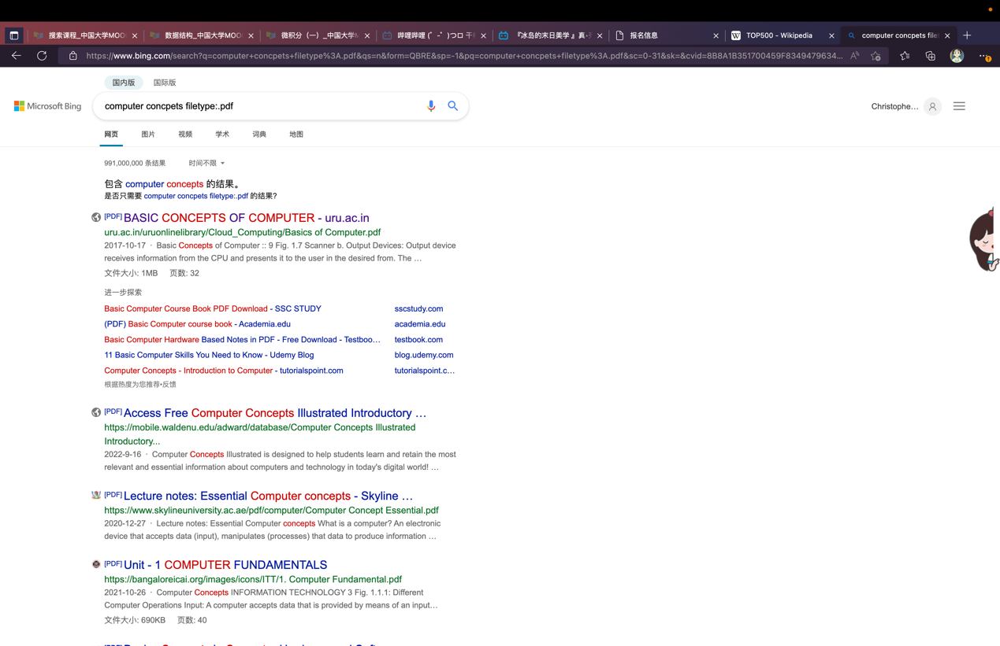 搜索课程_中国大学MOO
数据结构_中国大学MOO
微积分（一）_中国大学M
哔哩哔哩 (゜-゜)つロ 干
『冰岛的末日美学 』真·
报名信息
TOP500 - Wikipedia
computer concpets filet
https://www.bing.com/search?q=computer+concpets+filetype%3A.pdf&qs=n&form=QBRE&sp=-1&pq=computer+concpets+filetype%3A.pdf&sc=0-31&sk=&cvid=8B8A1B351700459F8349479634...
国内版 国际版
Microsoft Bing
computer concpets filetype:.pdf
Christophe...
网页 图片 视频 学术 词典 地图
991,000,000 条结果 时间不限
包含 computer concepts 的结果。
是否只需要 computer concpets filetype:.pdf 的结果?
[PDF] BASIC CONCEPTS OF COMPUTER - uru.ac.in
uru.ac.in/uruonlinelibrary/Cloud_Computing/Basics of Computer.pdf
2017-10-17 · Basic Concepts of Computer :: 9 Fig. 1.7 Scanner b. Output Devices: Output device
receives information from the CPU and presents it to the user in the desired from. The …
文件大小: 1MB 页数: 32
进一步探索
Basic Computer Course Book PDF Download - SSC STUDY sscstudy.com
(PDF) Basic Computer course book - Academia.edu academia.edu
Basic Computer Hardware Based Notes in PDF - Free Download - Testboo… testbook.com
11 Basic Computer Skills You Need to Know - Udemy Blog blog.udemy.com
Computer Concepts - Introduction to Computer - tutorialspoint.com tutorialspoint.c…
根据热度为您推荐•反馈
[PDF] Access Free Computer Concepts Illustrated Introductory …
https://mobile.waldenu.edu/adward/database/Computer Concepts Illustrated
Introductory...
2022-9-16 · Computer Concepts Illustrated is designed to help students learn and retain the most
relevant and essential information about computers and technology in today's digital world! …
[PDF] Lecture notes: Essential Computer concepts - Skyline …
https://www.skylineuniversity.ac.ae/pdf/computer/Computer Concept Essential.pdf
2020-12-27 · Lecture notes: Essential Computer concepts What is a computer? An electronic
device that accepts data (input), manipulates (processes) that data to produce information …
[PDF] Unit - 1 COMPUTER FUNDAMENTALS
https://bangaloreicai.org/images/icons/ITT/1. Computer Fundamental.pdf
2021-10-26 · Computer Concepts INFORMATION TECHNOLOGY 3 Fig. 1.1.1: Different
Computer Operations Input: A computer accepts data that is provided by means of an input…
文件大小: 690KB 页数: 40